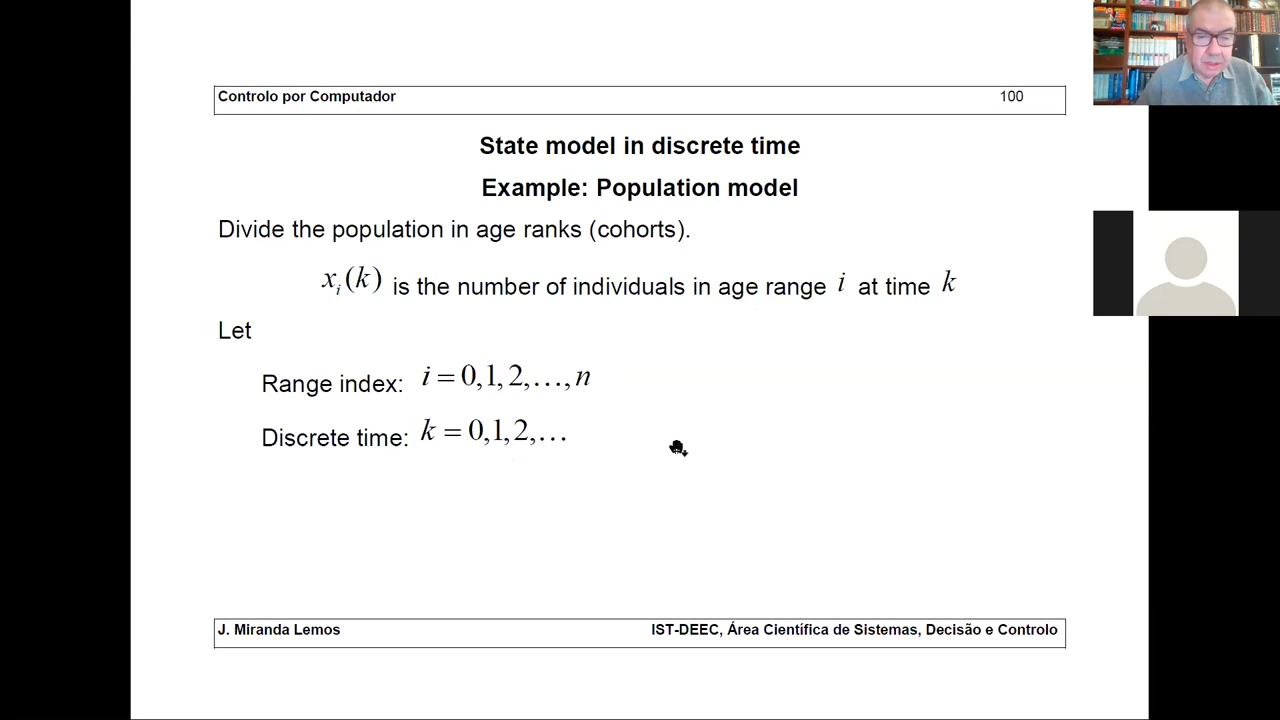 Controlo por Computador 100
State model in discrete time
Example: Population model
Divide the population in age ranks (cohorts).
x_i(k) is the number of individuals in age range i at time k
Let
Range index: i = 0,1,2,…,n
Discrete time: k = 0,1,2,…
J. Miranda Lemos IST-DEEC, Área Científica de Sistemas, Decisão e Controlo